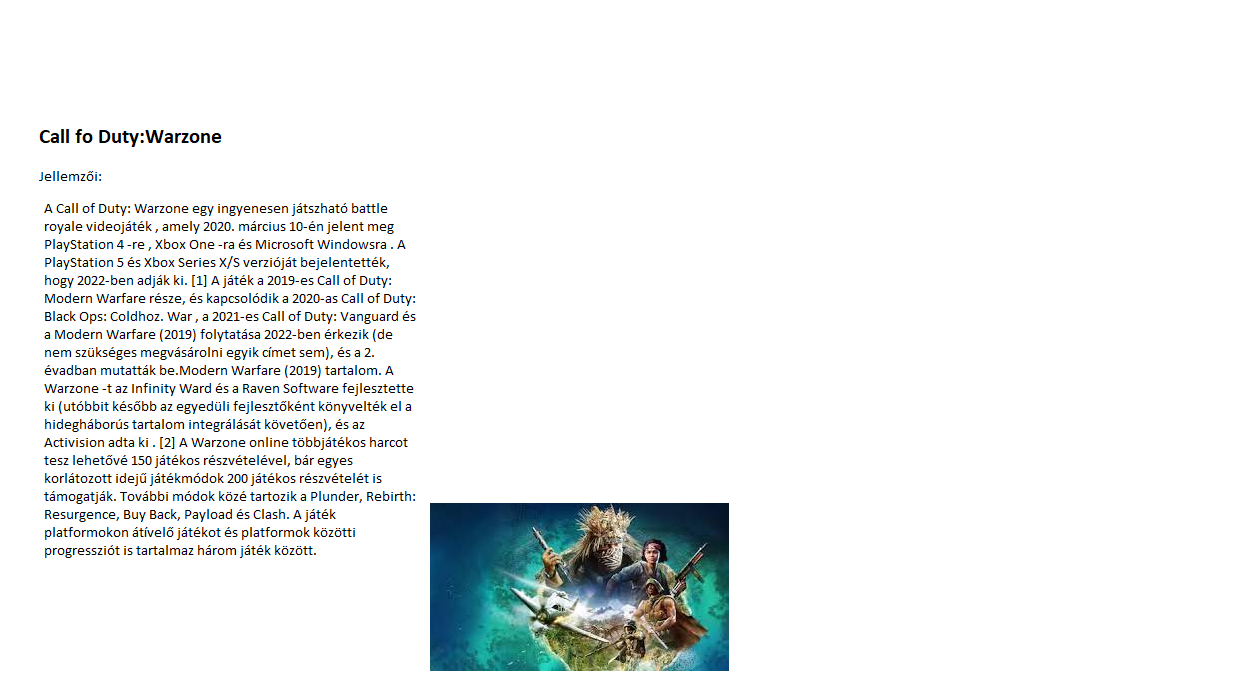 Call fo Duty:Warzone
Jellemzői:
A Call of Duty: Warzone egy ingyenesen játszható battle
royale videojáték , amely 2020. március 10-én jelent meg
PlayStation 4 -re , Xbox One -ra és Microsoft Windowsra . A
PlayStation 5 és Xbox Series X/S verzióját bejelentették,
hogy 2022-ben adják ki. [1] A játék a 2019-es Call of Duty:
Modern Warfare része, és kapcsolódik a 2020-as Call of Duty:
Black Ops: Coldhoz. War , a 2021-es Call of Duty: Vanguard és
a Modern Warfare (2019) folytatása 2022-ben érkezik (de
nem szükséges megvásárolni egyik címet sem), és a 2.
évadban mutatták be.Modern Warfare (2019) tartalom. A
Warzone -t az Infinity Ward és a Raven Software fejlesztette
ki (utóbbit később az egyedüli fejlesztőként könyvelték el a
hidegháborús tartalom integrálását követően), és az
Activision adta ki . [2] A Warzone online többjátékos harcot
tesz lehetővé 150 játékos részvételével, bár egyes
korlátozott idejű játékmódok 200 játékos részvételét is
támogatják. További módok közé tartozik a Plunder, Rebirth:
Resurgence, Buy Back, Payload és Clash. A játék
platformokon átívelő játékot és platformok közötti
progressziót is tartalmaz három játék között.